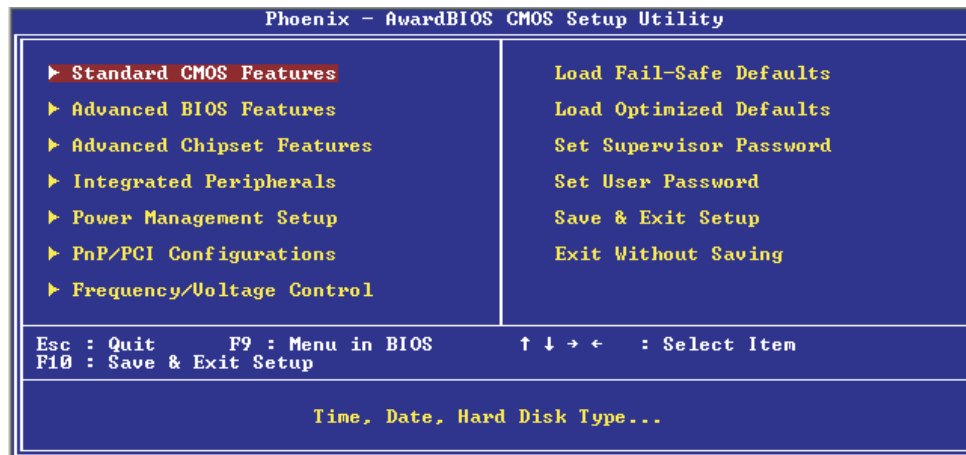 Phoenix - AwardBIOS CMOS Setup Utility
▶ Standard CMOS Features
▶ Advanced BIOS Features
▶ Advanced Chipset Features
▶ Integrated Peripherals
▶ Power Management Setup
▶ PnP/PCI Configurations
▶ Frequency/Voltage Control
Load Fail-Safe Defaults
Load Optimized Defaults
Set Supervisor Password
Set User Password
Save & Exit Setup
Exit Without Saving
Esc : Quit F9 : Menu in BIOS ↑ ↓ → ← : Select Item
F10 : Save & Exit Setup
Time, Date, Hard Disk Type...